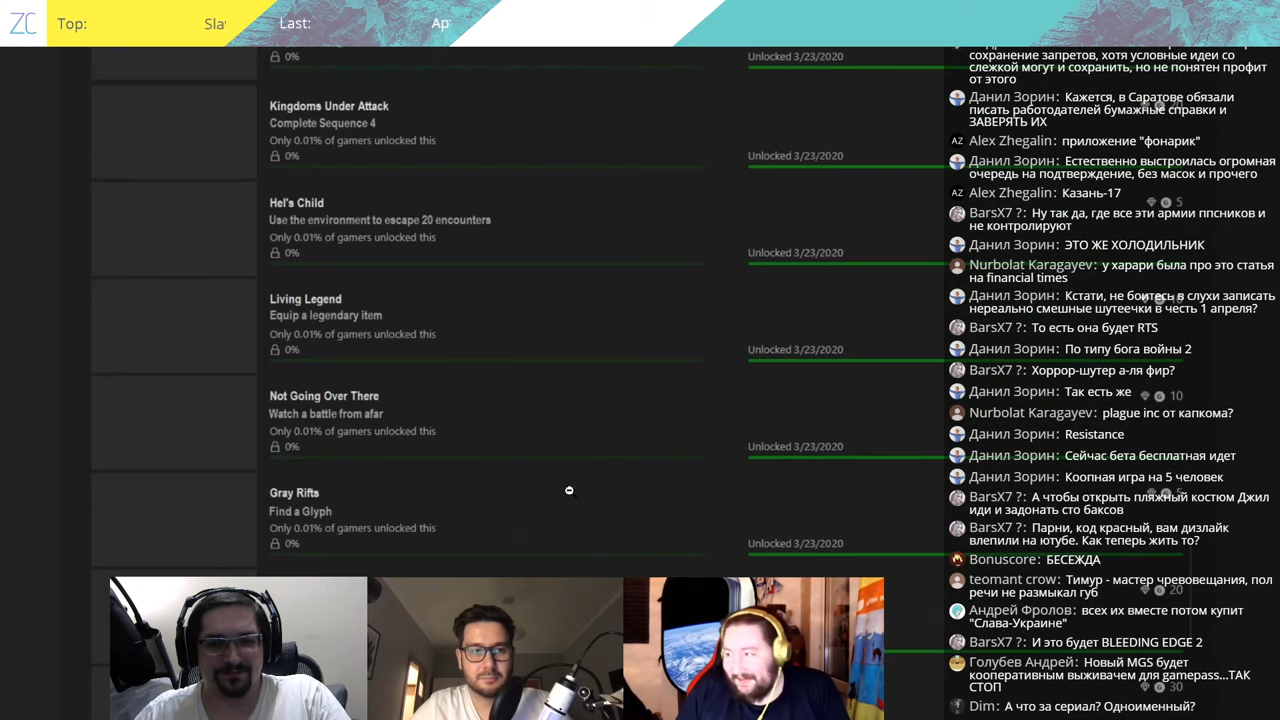 ZC
Top:
Sla
Last:
Ap
0%
Unlocked 3/23/2020
Kingdoms Under Attack
Complete Sequence 4
Only 0.01% of gamers unlocked this
0%
Unlocked 3/23/2020
Hel's Child
Use the environment to escape 20 encounters
Only 0.01% of gamers unlocked this
0%
Unlocked 3/23/2020
Living Legend
Equip a legendary item
Only 0.01% of gamers unlocked this
0%
Unlocked 3/23/2020
Not Going Over There
Watch a battle from afar
Only 0.01% of gamers unlocked this
0%
Unlocked 3/23/2020
Gray Rifts
Find a Glyph
Only 0.01% of gamers unlocked this
0%
Unlocked 3/23/2020
сохранение запретов, хотя условные идеи со
слежкой могут и сохранить, но не понятен профит
от этого
Данил Зорин: Кажется, в Саратове обязали
писать работодателей бумажные справки и
ЗАВЕРЯТЬ ИХ
AZ Alex Zhegalin: приложение "фонарик"
Данил Зорин: Естественно выстроилась огромная
очередь на подтверждение, без масок и прочего
AZ Alex Zhegalin: Казань-17
G 5
BarsX7 ?: Ну так да, где все эти армии ппсников и
не контролируют
Данил Зорин: ЭТО ЖЕ ХОЛОДИЛЬНИК
Nurbolat Karagayev: у харари была про это статья
на financial times
Данил Зорин: Кстати, не боитесь в слухи записать
нереально смешные шутеечки в честь 1 апреля?
BarsX7 ?: То есть она будет RTS
Данил Зорин: По типу бога войны 2
BarsX7 ?: Хоррор-шутер а-ля фир?
Данил Зорин: Так есть же
G 10
Nurbolat Karagayev: plague inc от капкома?
Данил Зорин: Resistance
Данил Зорин: Сейчас бета бесплатная идет
Данил Зорин: Коопная игра на 5 человек
BarsX7 ?: А чтобы открыть пляжный костюм Джил
иди и задонать сто баксов
BarsX7 ?: Парни, код красный, вам дизлайк
влепили на ютубе. Как теперь жить то?
Bonuscore: БЕСЕЖДА
teomant crow: Тимур - мастер чревовещания, пол
речи не размыкал губ
G 20
Андрей Фролов: всех их вместе потом купит
"Слава-Украине"
BarsX7 ?: И это будет BLEEDING EDGE 2
Голубев Андрей: Новый MGS будет
кооперативным выживачем для gamepass...ТАК
СТОП
G 30
Dim: А что за сериал? Одноименный?